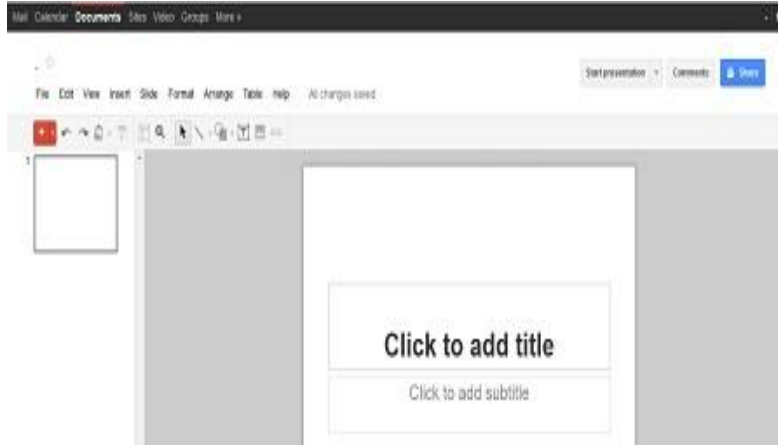 Mail Calendar Documents Sites Video Groups More
Start presentation Comments Share
File Edit View Insert Slide Format Arrange Table Help All changes saved
1
Click to add title
Click to add subtitle